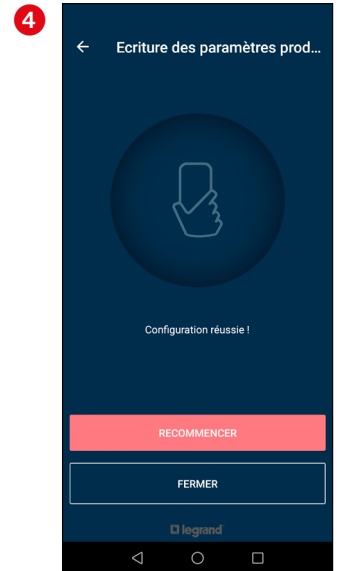 4
Ecriture des paramètres prod...
Configuration réussie !
RECOMMENCER
FERMER
legrand